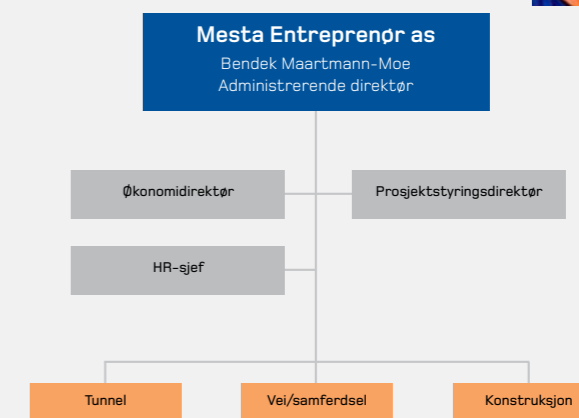 Mesta Entreprenør as
Bendek Maartmann-Moe
Administrerende direktør
Økonomidirektør
Prosjektstyringsdirektør
HR-sjef
Tunnel
Vei/samferdsel
Konstruksjon